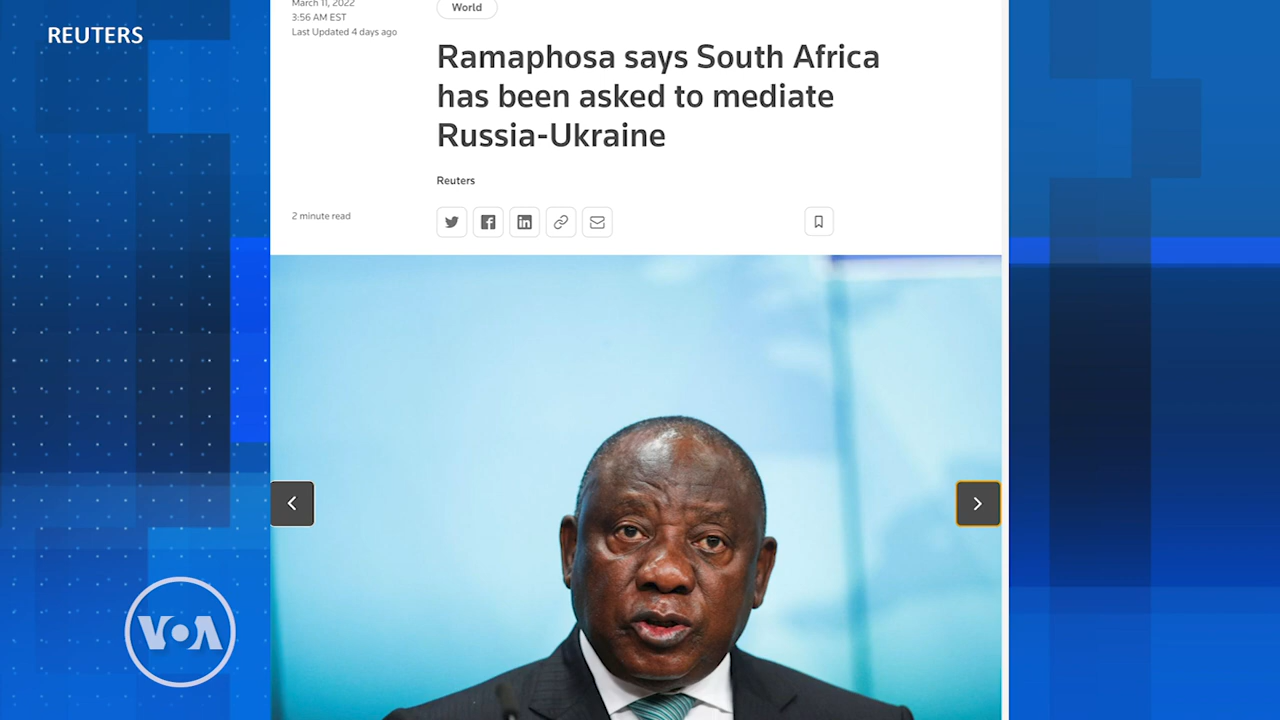 REUTERS
March 11, 2022
3:56 AM EST
Last Updated 4 days ago
World
Ramaphosa says South Africa
has been asked to mediate
Russia-Ukraine
Reuters
2 minute read
VOA